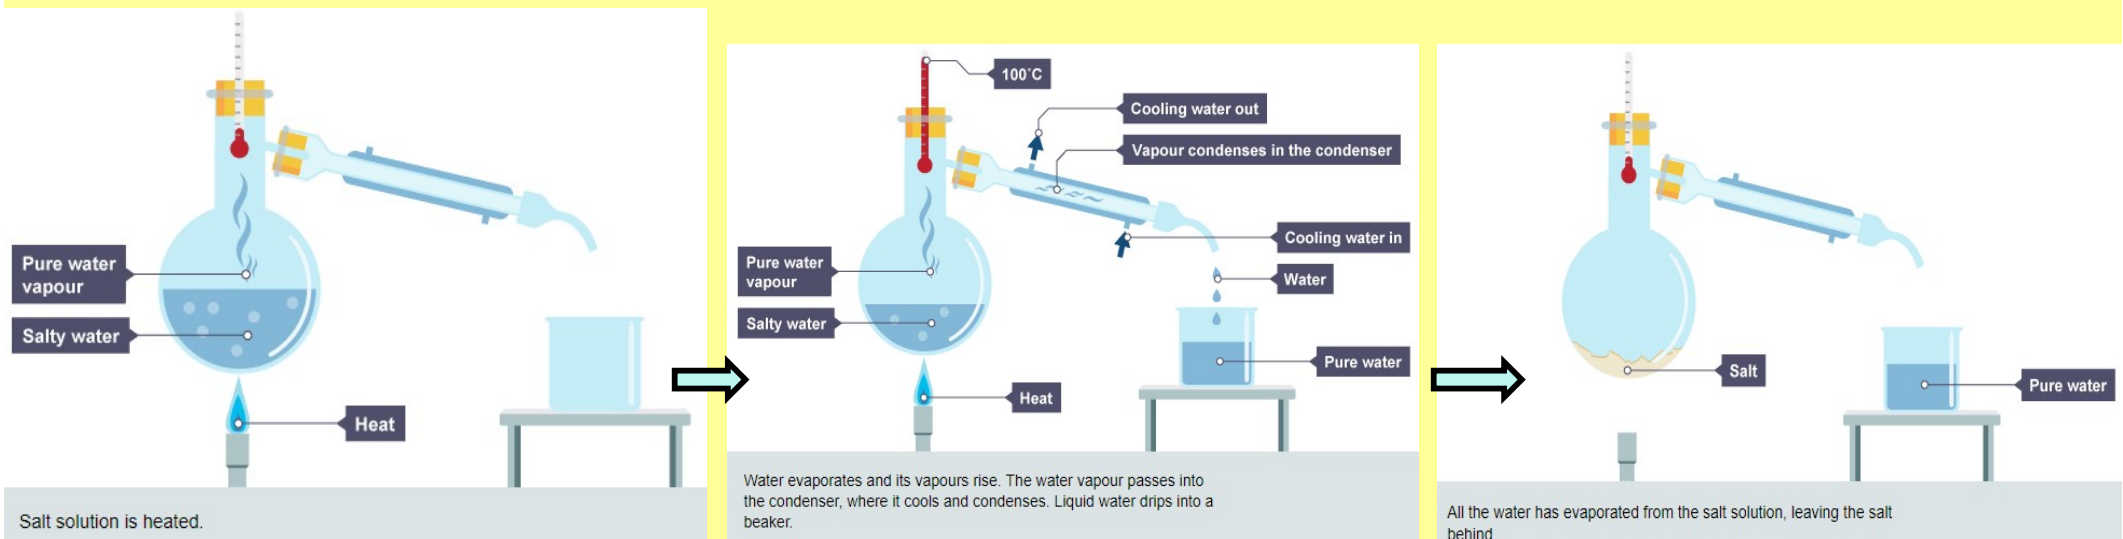 Pure water
vapour
Salty water
Heat
Salt solution is heated.
100°C
Cooling water out
Vapour condenses in the condenser
Cooling water in
Pure water
vapour
Water
Salty water
Pure water
Heat
Water evaporates and its vapours rise. The water vapour passes into
the condenser, where it cools and condenses. Liquid water drips into a
beaker.
Salt
Pure water
All the water has evaporated from the salt solution, leaving the salt
behind